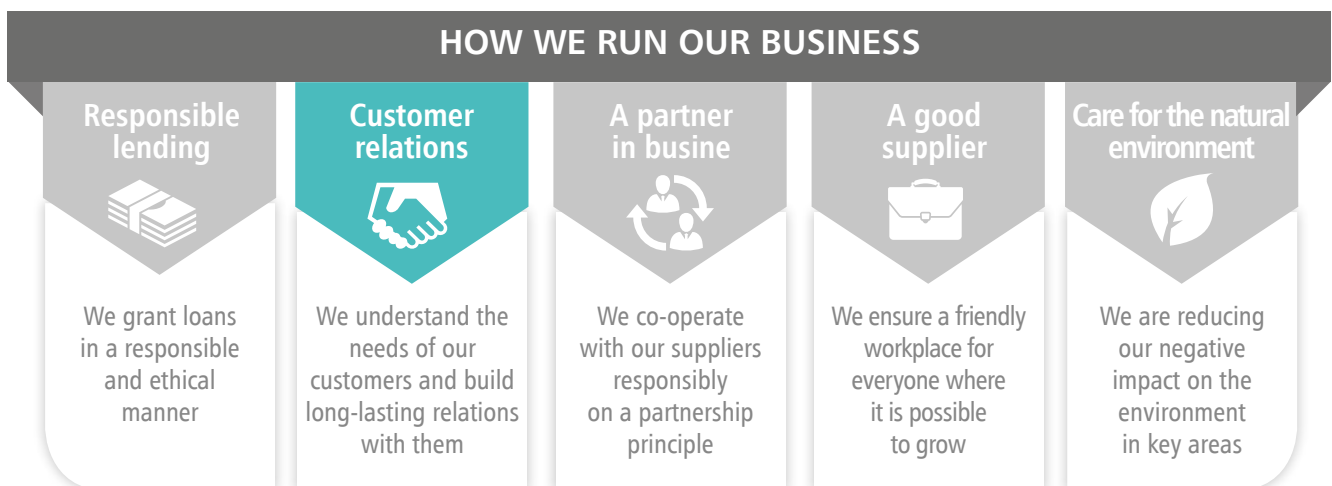 HOW WE RUN OUR BUSINESS
Responsible
lending
We grant loans
in a responsible
and ethical
manner
Customer
relations
We understand the
needs of our
customers and build
long-lasting relations
with them
A partner
in busine
We co-operate
with our suppliers
responsibly
on a partnership
principle
A good
supplier
We ensure a friendly
workplace for
everyone where
it is possible
to grow
Care for the natural
environment
We are reducing
our negative
impact on the
environment
in key areas